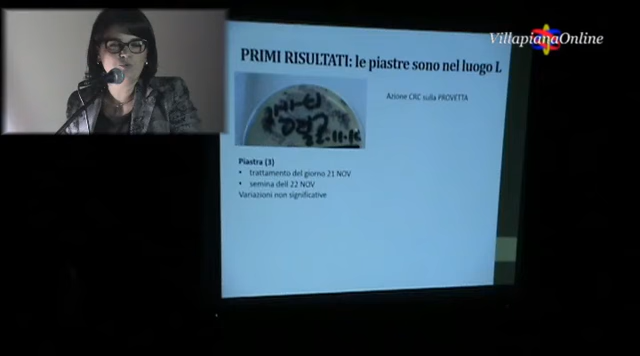 VillapianaOnline
PRIMI RISULTATI: le piastre sono nel luogo L
Azione CRC sulla PROVETTA
Piastra (3)
• trattamento del giorno 21 NOV
• semina dell 22 NOV
Variazioni non significative